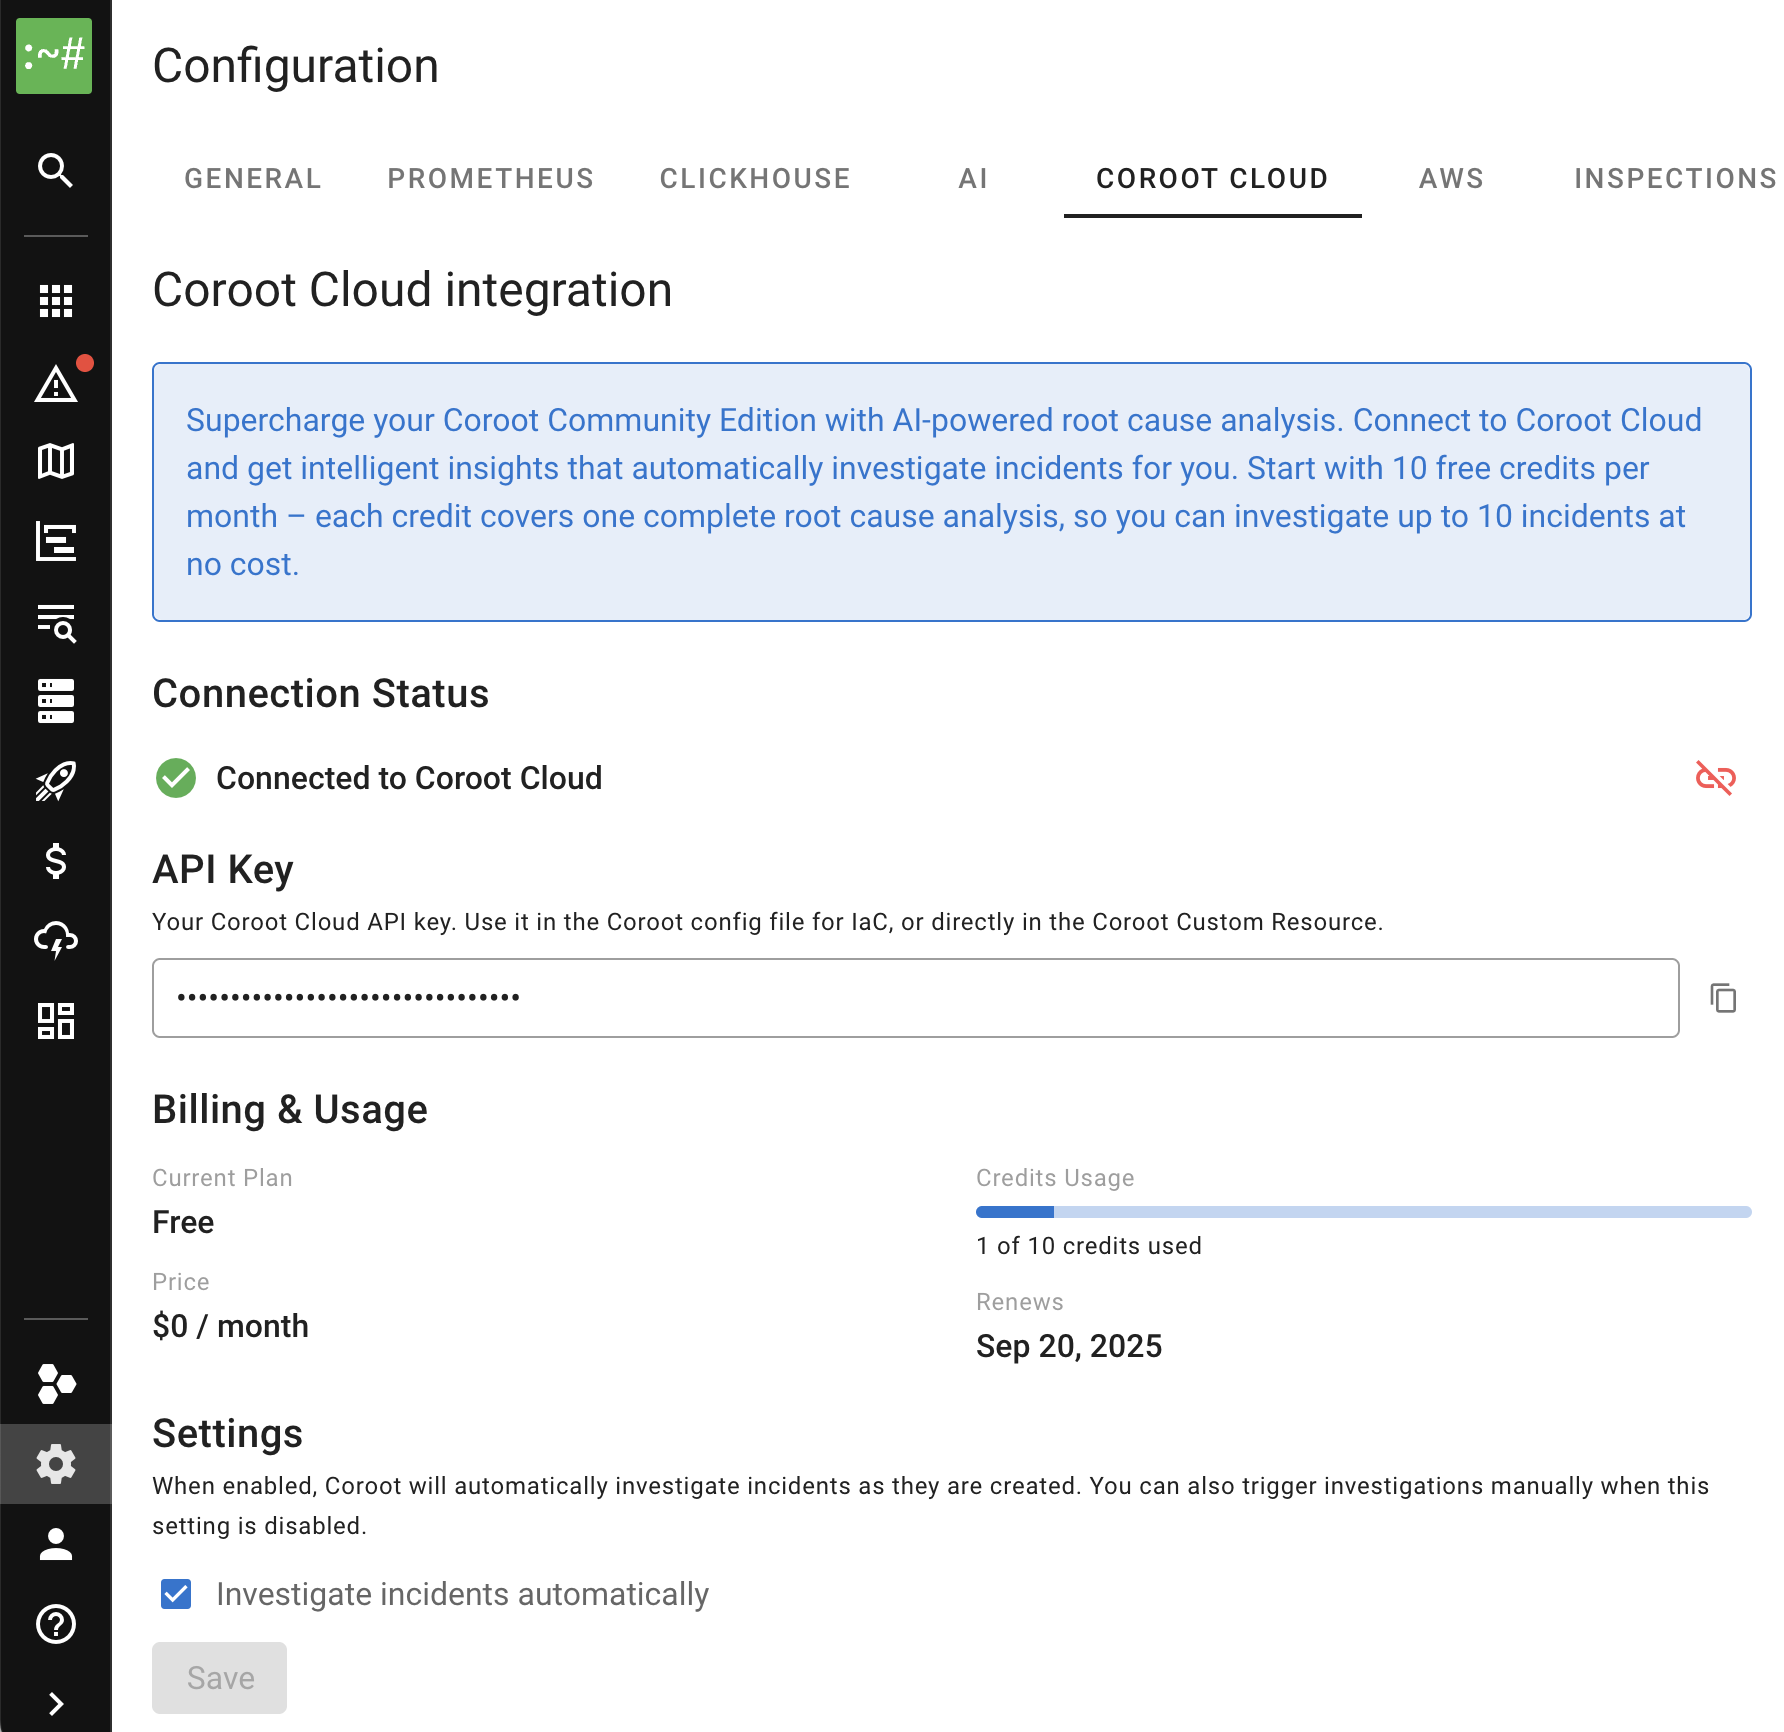 :~#
Configuration
GENERAL PROMETHEUS CLICKHOUSE AI COROOT CLOUD AWS INSPECTIONS
Coroot Cloud integration
Supercharge your Coroot Community Edition with AI-powered root cause analysis. Connect to Coroot Cloud
and get intelligent insights that automatically investigate incidents for you. Start with 10 free credits per
month – each credit covers one complete root cause analysis, so you can investigate up to 10 incidents at
no cost.
Connection Status
Connected to Coroot Cloud
API Key
Your Coroot Cloud API key. Use it in the Coroot config file for IaC, or directly in the Coroot Custom Resource.
••••••••••••••••••••••••••••••••
Billing & Usage
Current Plan
Free
Price
$0 / month
Credits Usage
1 of 10 credits used
Renews
Sep 20, 2025
Settings
When enabled, Coroot will automatically investigate incidents as they are created. You can also trigger investigations manually when this
setting is disabled.
Investigate incidents automatically
Save